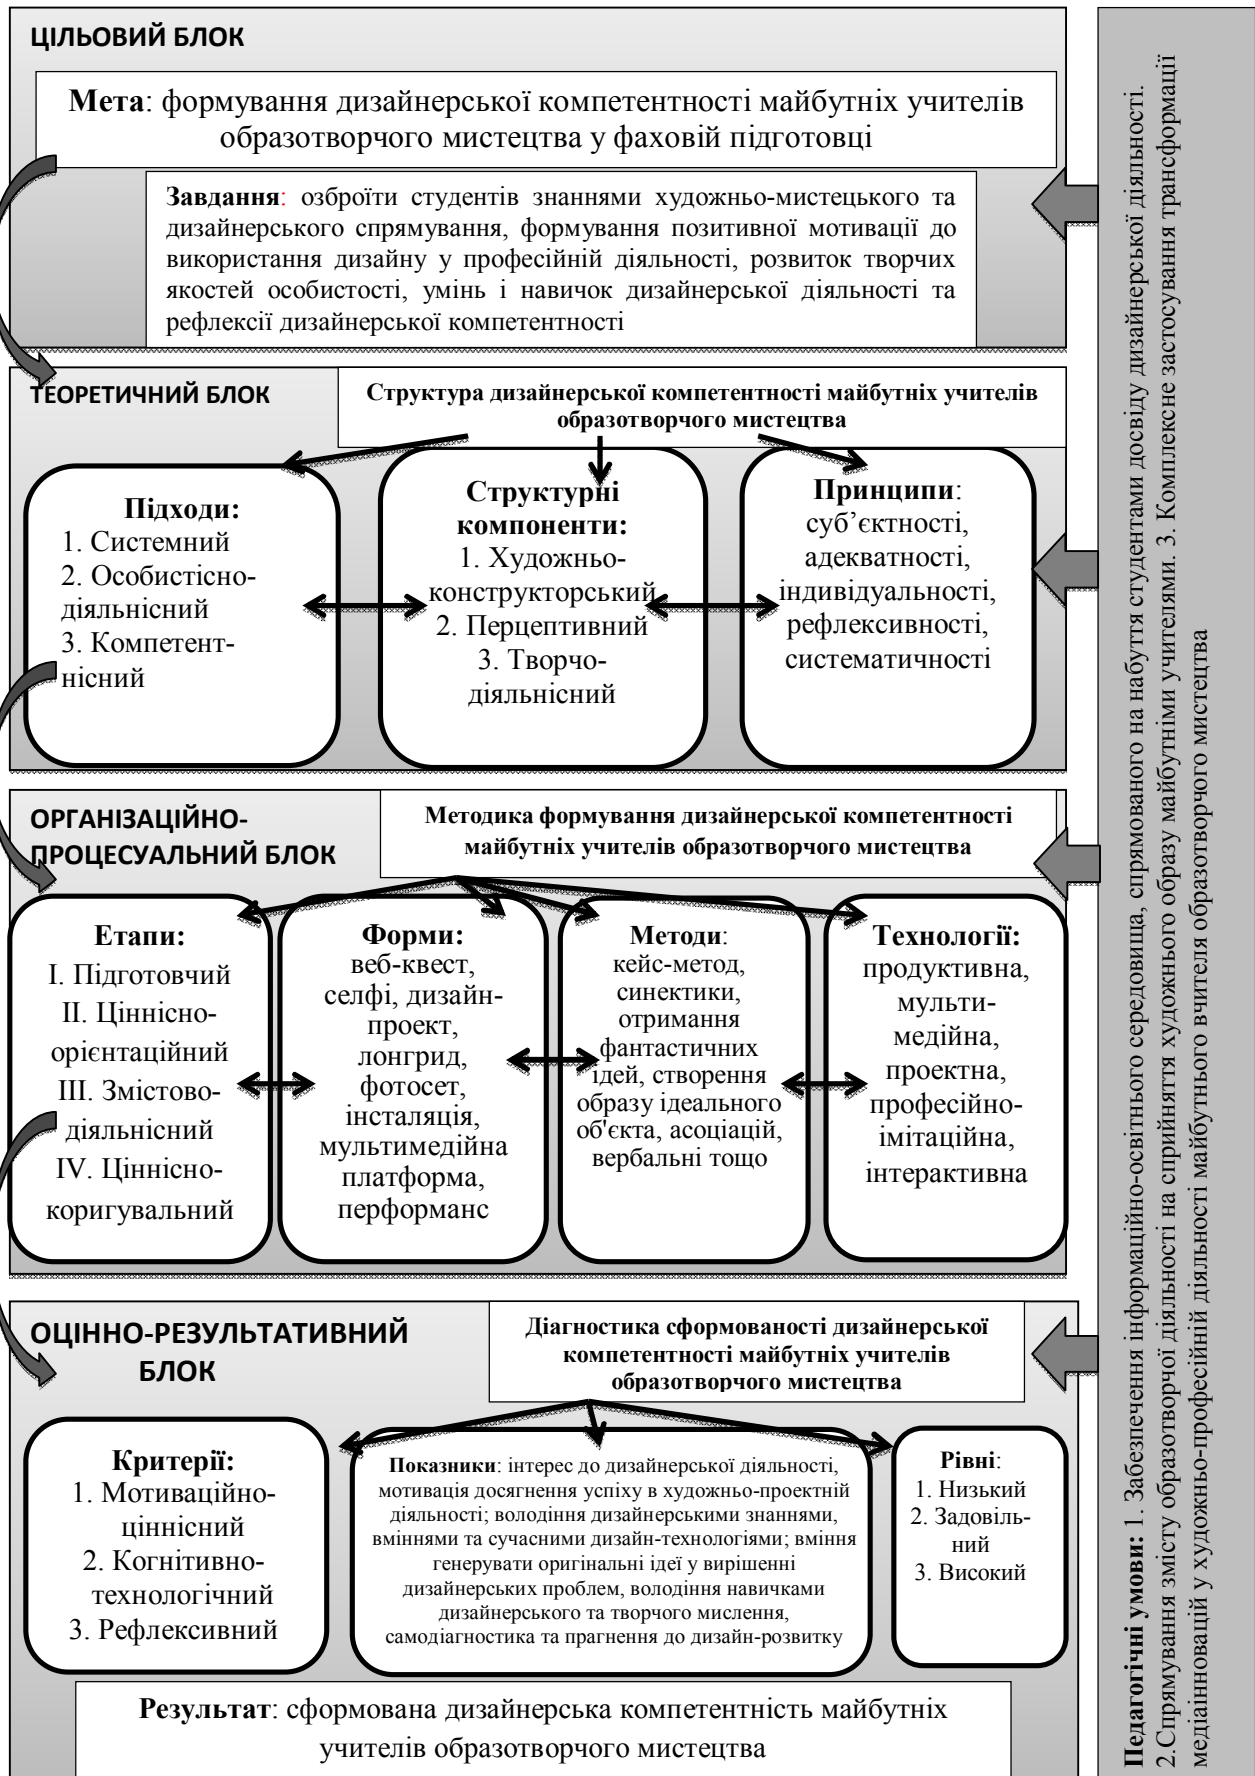 ЦІЛЬОВИЙ БЛОК
Мета: формування дизайнерської компетентності майбутніх учителів
образотворчого мистецтва у фаховій підготовці
Завдання: озброїти студентів знаннями художньо-мистецького та
дизайнерського спрямування, формування позитивної мотивації до
використання дизайну у професійній діяльності, розвиток творчих
якостей особистості, умінь і навичок дизайнерської діяльності та
рефлексії дизайнерської компетентності
ТЕОРЕТИЧНИЙ БЛОК
Структура дизайнерської компетентності майбутніх учителів
образотворчого мистецтва
Підходи:
1. Системний
2. Особистісно-
діяльнісний
3. Компетент-
нісний
Структурні
компоненти:
1. Художньо-
конструкторський
2. Перцептивний
3. Творчо-
діяльнісний
Принципи:
суб’єктності,
адекватності,
індивідуальності,
рефлексивності,
систематичності
ОРГАНІЗАЦІЙНО-
ПРОЦЕСУАЛЬНИЙ БЛОК
Методика формування дизайнерської компетентності
майбутніх учителів образотворчого мистецтва
Етапи:
І. Підготовчий
ІІ. Ціннісно-
орієнтаційний
ІІІ. Змістово-
діяльнісний
IV. Ціннісно-
коригувальний
Форми:
веб-квест,
селфі, дизайн-
проект,
лонгрид,
фотосет,
інсталяція,
мультимедійна
платформа,
перформанс
Методи:
кейс-метод,
синектики,
отримання
фантастичних
ідей, створення
образу ідеального
об'єкта, асоціацій,
вербальні тощо
Технології:
продуктивна,
мульти-
медійна,
проектна,
професійно-
імітаційна,
інтерактивна
ОЦІННО-РЕЗУЛЬТАТИВНИЙ
БЛОК
Діагностика сформованості дизайнерської
компетентності майбутніх учителів
образотворчого мистецтва
Критерії:
1. Мотиваційно-
ціннісний
2. Когнітивно-
технологічний
3. Рефлексивний
Показники: інтерес до дизайнерської діяльності,
мотивація досягнення успіху в художньо-проектній
діяльності; володіння дизайнерськими знаннями,
вміннями та сучасними дизайн-технологіями; вміння
генерувати оригінальні ідеї у вирішенні
дизайнерських проблем, володіння навичками
дизайнерського та творчого мислення,
самодіагностика та прагнення до дизайн-розвитку
Рівні:
1. Низький
2. Задовіль-
ний
3. Високий
Результат: сформована дизайнерська компетентність майбутніх
учителів образотворчого мистецтва
Педагогічні умови: 1. Забезпечення інформаційно-освітнього середовища, спрямованого на набуття студентами досвіду дизайнерської діяльності.
2.Спрямування змісту образотворчої діяльності на сприйняття художнього образу майбутніми учителями. 3. Комплексне застосування трансформації
медіаінновацій у художньо-професійній діяльності майбутнього вчителя образотворчого мистецтва